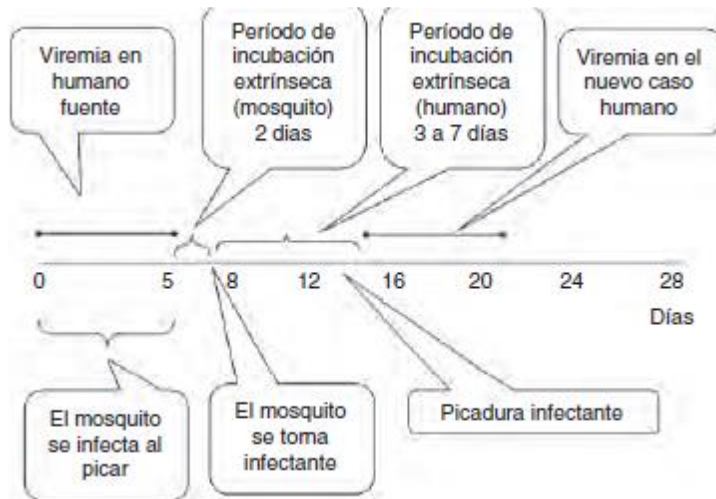 Viremia en
humano
fuente
Período de
incubación
extrínseca
(mosquito)
2 dias
Período de
incubación
extrínseca
(humano)
3 a 7 días
Viremia en el
nuevo caso
humano
0 5 8 12 16 20 24 28
Días
El mosquito
se infecta al
picar
El mosquito
se torna
infectante
Picadura infectante